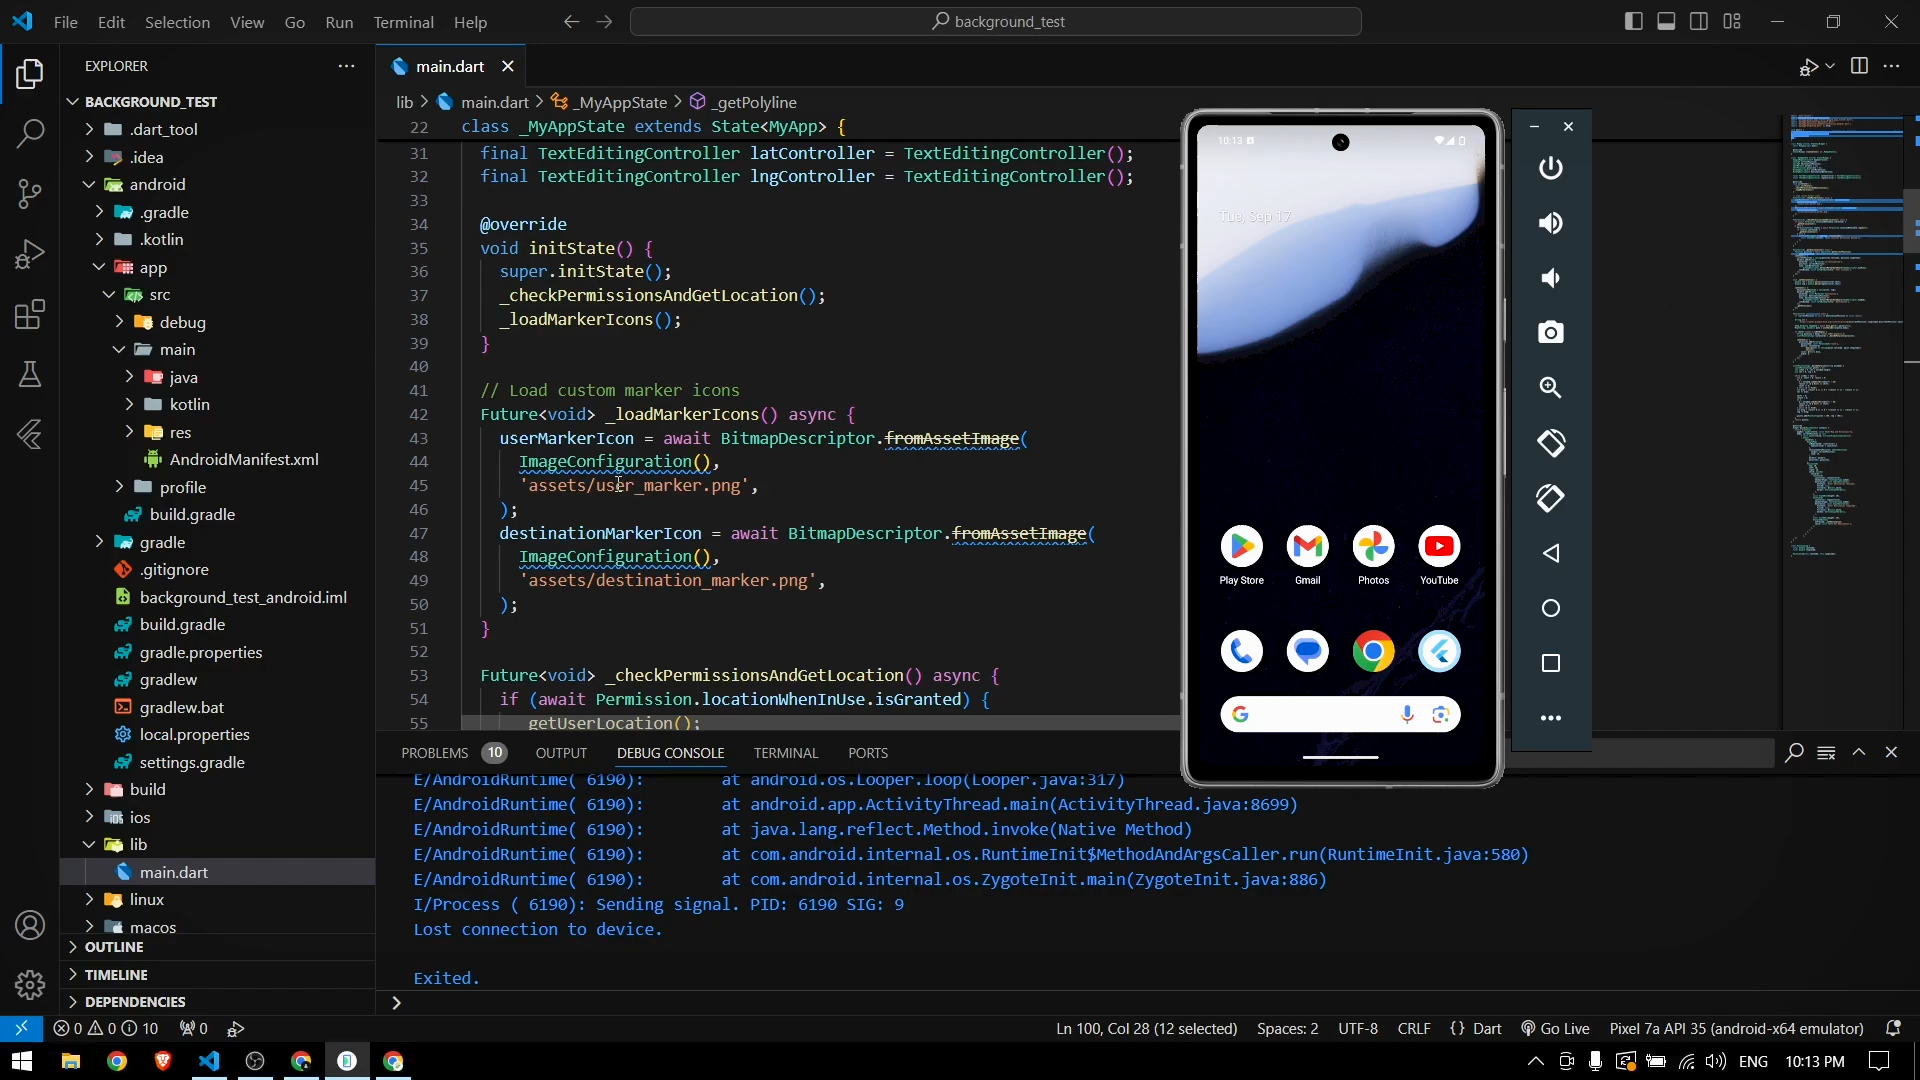 File Edit Selection View Go Run Terminal Help
background_test
EXPLORER
BACKGROUND_TEST
.dart_tool
.idea
android
.gradle
.kotlin
app
src
debug
main
java
kotlin
res
AndroidManifest.xml
profile
build.gradle
gradle
.gitignore
background_test_android.iml
build.gradle
gradle.properties
gradlew
gradlew.bat
local.properties
settings.gradle
build
ios
lib
main.dart
linux
macos
OUTLINE
TIMELINE
DEPENDENCIES
main.dart
lib > main.dart > _MyAppState > _getPolyline
22 class _MyAppState extends State<MyApp> {
31 final TextEditingController latController = TextEditingController();
32 final TextEditingController lngController = TextEditingController();
33
34 @override
35 void initState() {
36 super.initState();
37 _checkPermissionsAndGetLocation();
38 _loadMarkerIcons();
39 }
40
41 // Load custom marker icons
42 Future<void> _loadMarkerIcons() async {
43 userMarkerIcon = await BitmapDescriptor.fromAssetImage(
44 ImageConfiguration(),
45 'assets/user_marker.png',
46 );
47 destinationMarkerIcon = await BitmapDescriptor.fromAssetImage(
48 ImageConfiguration(),
49 'assets/destination_marker.png',
50 );
51 }
52
53 Future<void> _checkPermissionsAndGetLocation() async {
54 if (await Permission.locationWhenInUse.isGranted) {
55 getUserLocation();
10:13
Tue, Sep 17
Play Store Gmail Photos YouTube
PROBLEMS 10 OUTPUT DEBUG CONSOLE TERMINAL PORTS
E/AndroidRuntime( 6190): at android.os.Looper.loop(Looper.java:317)
E/AndroidRuntime( 6190): at android.app.ActivityThread.main(ActivityThread.java:8699)
E/AndroidRuntime( 6190): at java.lang.reflect.Method.invoke(Native Method)
E/AndroidRuntime( 6190): at com.android.internal.os.RuntimeInit$MethodAndArgsCaller.run(RuntimeInit.java:580)
E/AndroidRuntime( 6190): at com.android.internal.os.ZygoteInit.main(ZygoteInit.java:886)
I/Process ( 6190): Sending signal. PID: 6190 SIG: 9
Lost connection to device.
Exited.
0 0 10 0 Ln 100, Col 28 (12 selected) Spaces: 2 UTF-8 CRLF {} Dart Go Live Pixel 7a API 35 (android-x64 emulator)
ENG 10:13 PM